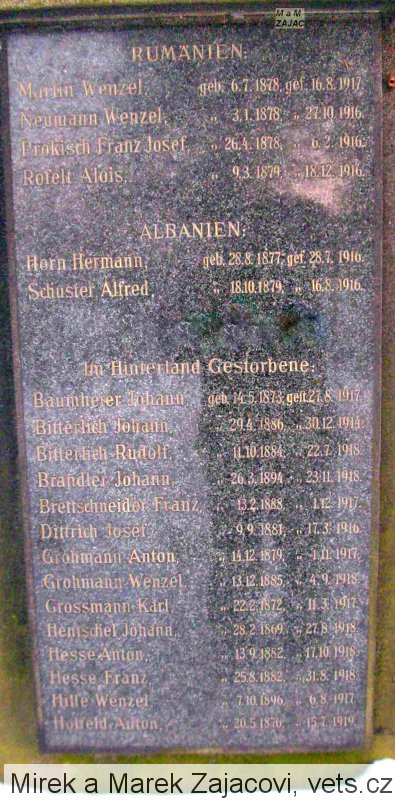 M a M
ZAJAC
RUMÄNIEN:
Martin Wenzel, geb. 6.7.1878, gef. 16.8.1917.
Neumann Wenzel, „ 3.1.1878, „ 27.10.1916.
Prokisch Franz Josef, „ 26.4.1878, „ 6.2.1916.
Rofelt Alois, „ 9.3.1879, „ 18.12.1916.
ALBANIEN:
Horn Hermann, geb. 28.8.1877, gef. 28.7.1916.
Schuster Alfred, „ 18.10.1879, „ 16.8.1916.
Im Hinterland Gestorbene:
Baumheier Johann, geb. 14.5.1873, gest. 27.8.1917.
Bitterlich Johann, „ 29.4.1886, „ 30.12.1914.
Bitterlich Rudolf, „ 11.10.1884, „ 22.7.1918.
Brandler Johann, „ 26.3.1894, „ 23.11.1918.
Brettschneider Franz, „ 13.2.1888, „ 1.12.1917.
Dittrich Josef, „ 9.9.1881, „ 17.3.1916.
Grohmann Anton, „ 14.12.1879, „ 1.11.1917.
Grohmann Wenzel, „ 13.12.1885, „ 4.9.1918.
Grossmann Karl, „ 22.2.1872, „ 11.3.1917.
Hentschel Johann, „ 28.2.1869, „ 27.8.1918.
Hesse Anton, „ 13.9.1882, „ 17.10.1918.
Hesse Franz, „ 25.8.1882, „ 31.8.1918.
Hille Wenzel, „ 7.10.1896, „ 6.8.1917.
Holfeld Anton, „ 20.5.1876, „ 15.7.1919.
Mirek a Marek Zajacovi, vets.cz